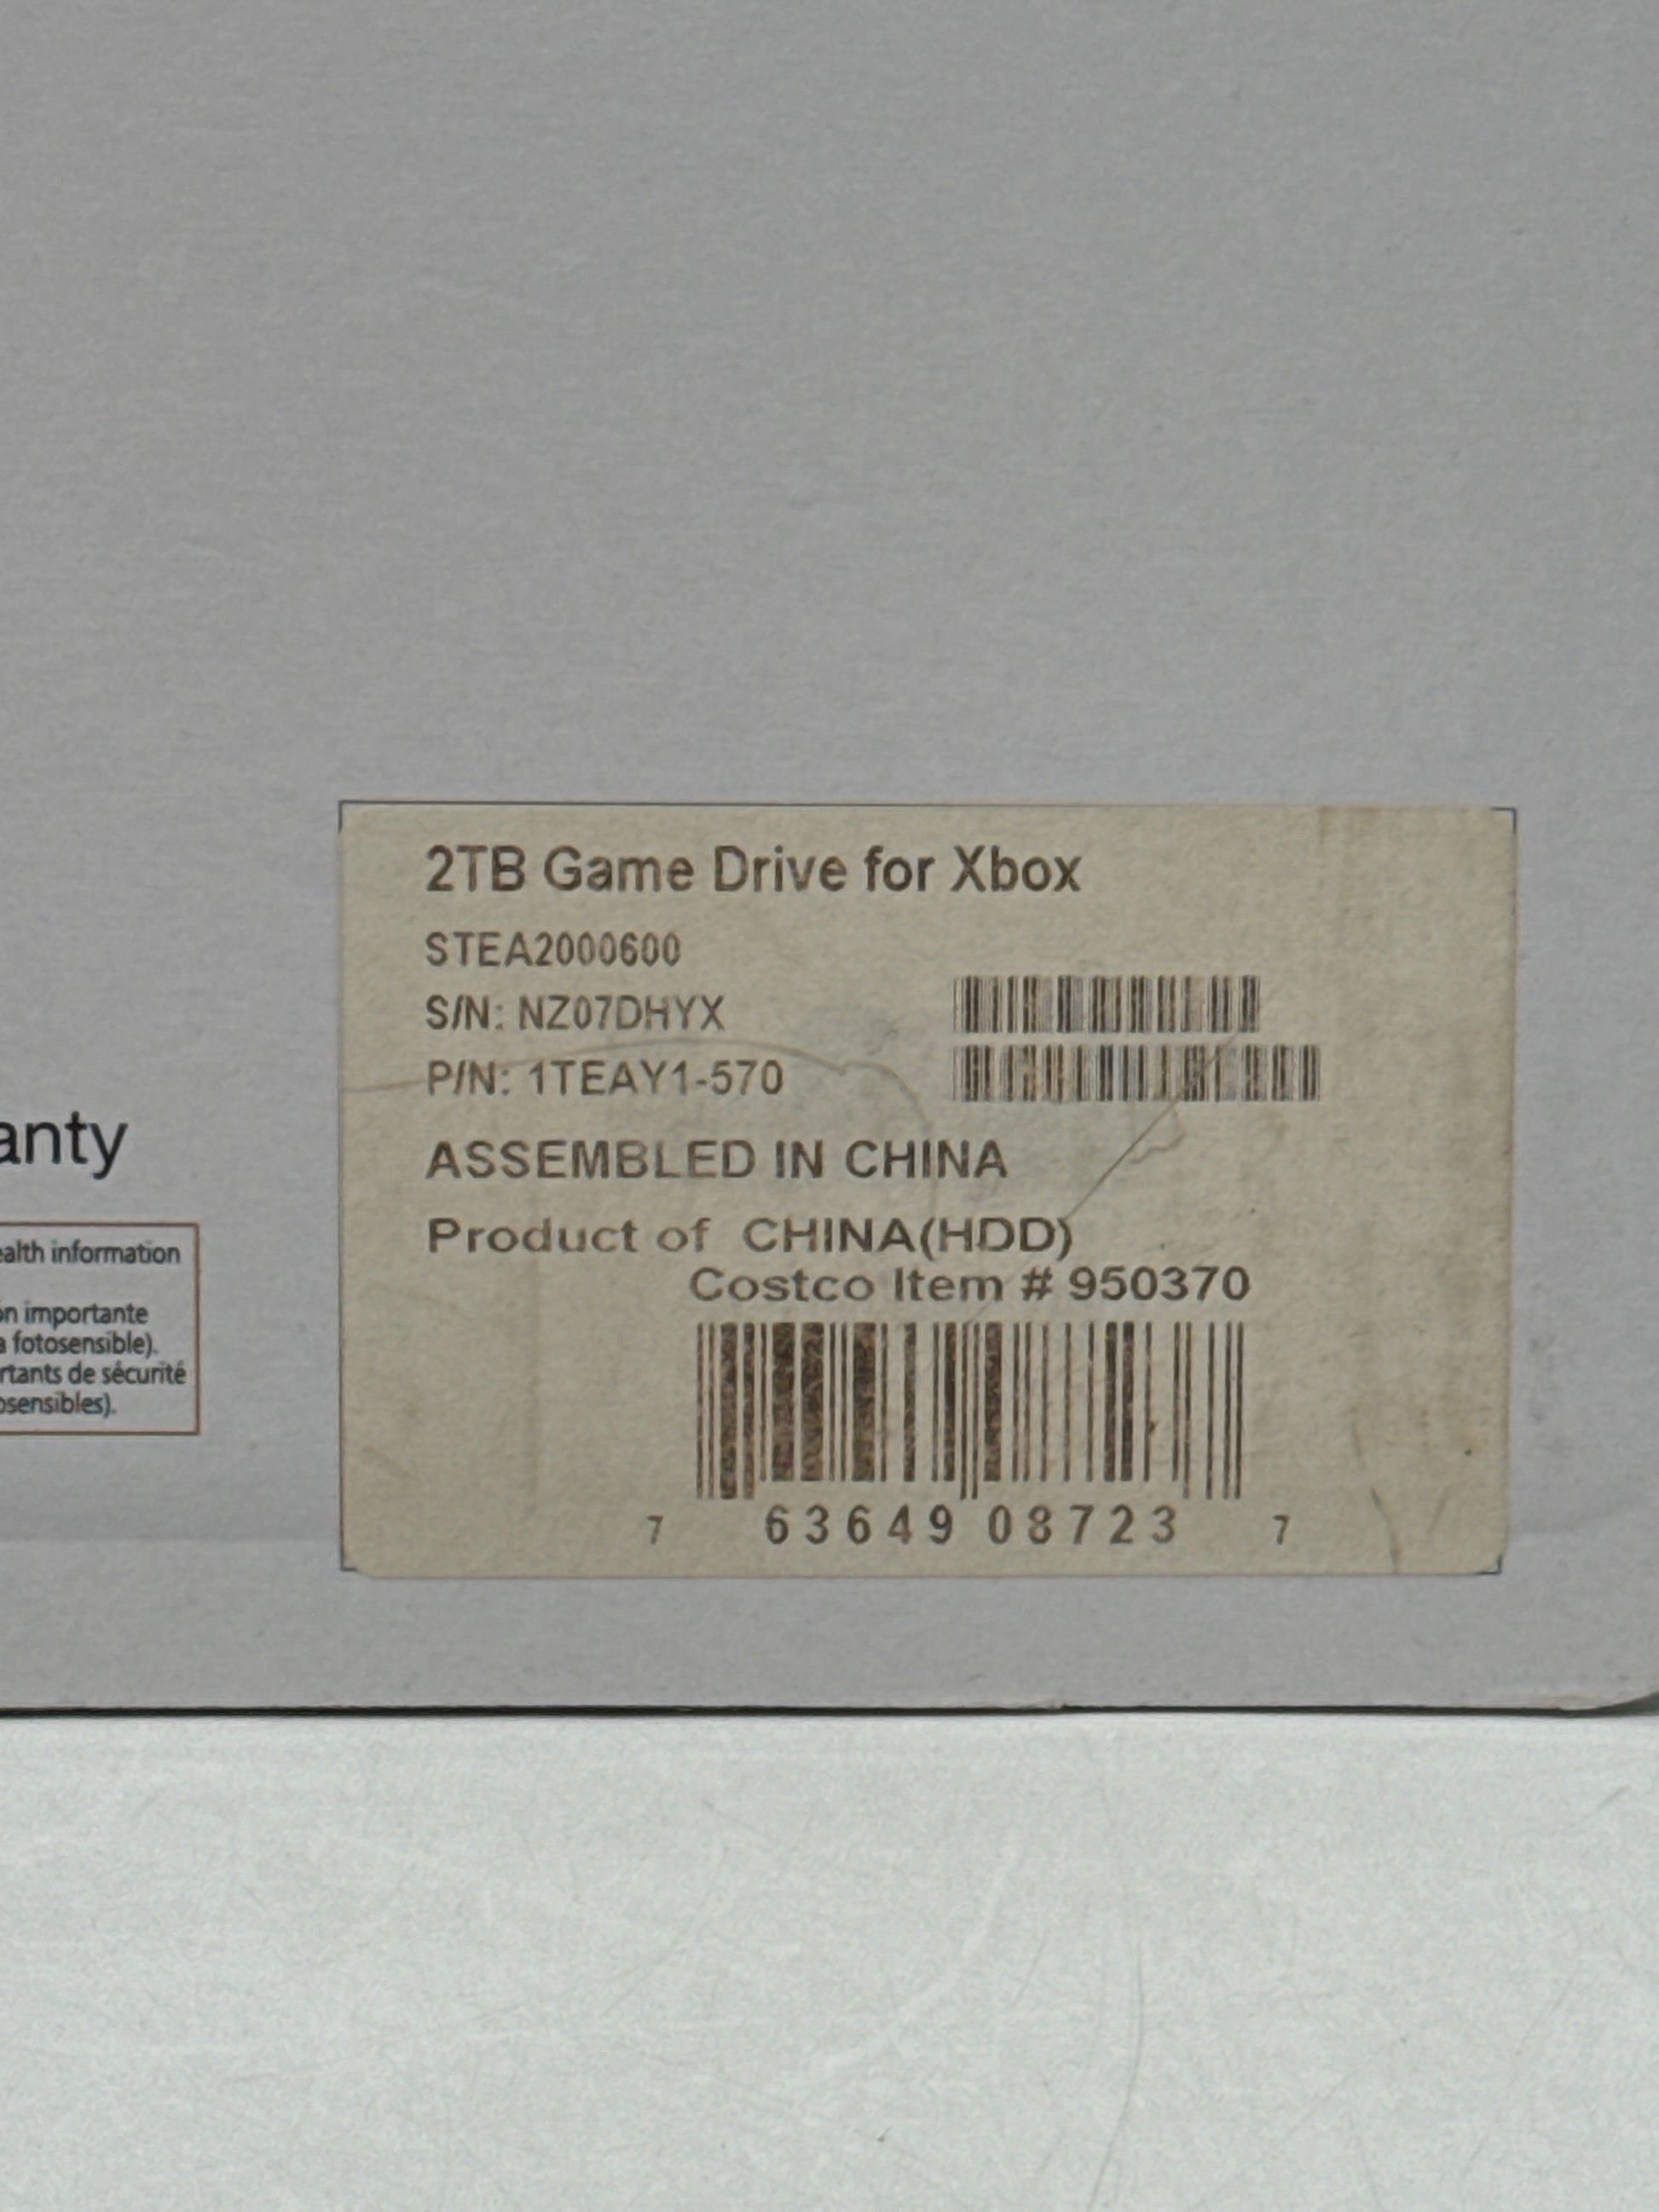 2TB Game Drive for Xbox
STEA2000600
S/N: NZ07DHYX
P/N: 1TEAY1-570
ASSEMBLED IN CHINA
Product of CHINA(HDD)
Costco Item # 950370
7 63649 08723 7
anty
ealth information
ón importante
a fotosensible).
rtants de sécurité
osensibles).